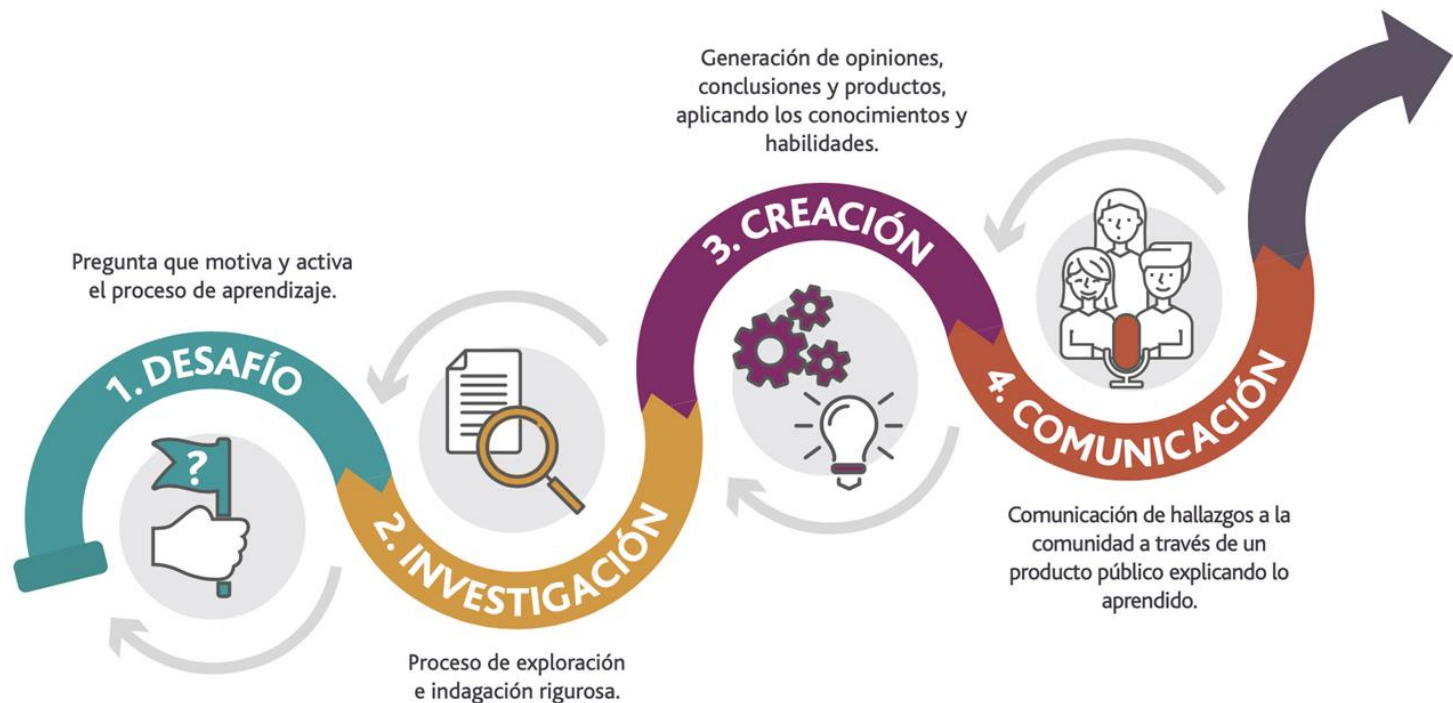 Pregunta que motiva y activa
el proceso de aprendizaje.
1. DESAFÍO
?
2. INVESTIGACIÓN
Proceso de exploración
e indagación rigurosa.
Generación de opiniones,
conclusiones y productos,
aplicando los conocimientos y
habilidades.
3. CREACIÓN
4. COMUNICACIÓN
Comunicación de hallazgos a la
comunidad a través de un
producto público explicando lo
aprendido.